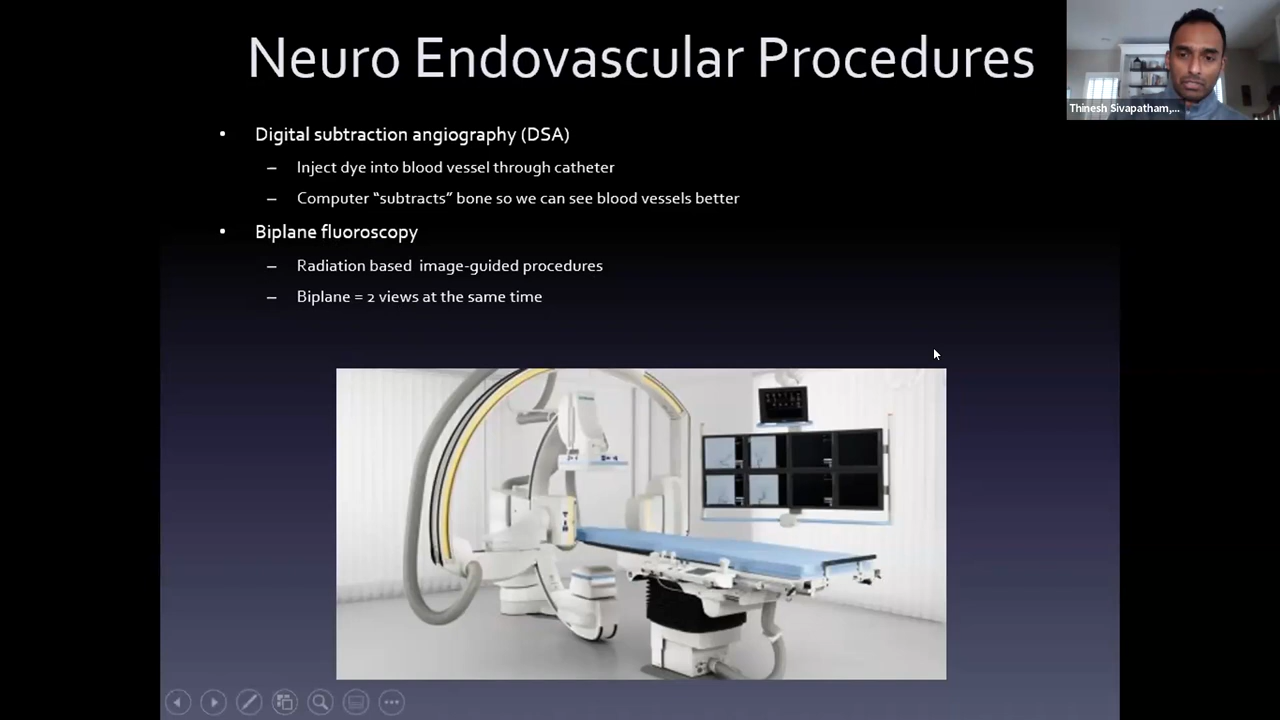 Neuro Endovascular Procedures
Thinesh Sivapatham,...
• Digital subtraction angiography (DSA)
– Inject dye into blood vessel through catheter
– Computer “subtracts” bone so we can see blood vessels better
• Biplane fluoroscopy
– Radiation based image-guided procedures
– Biplane = 2 views at the same time